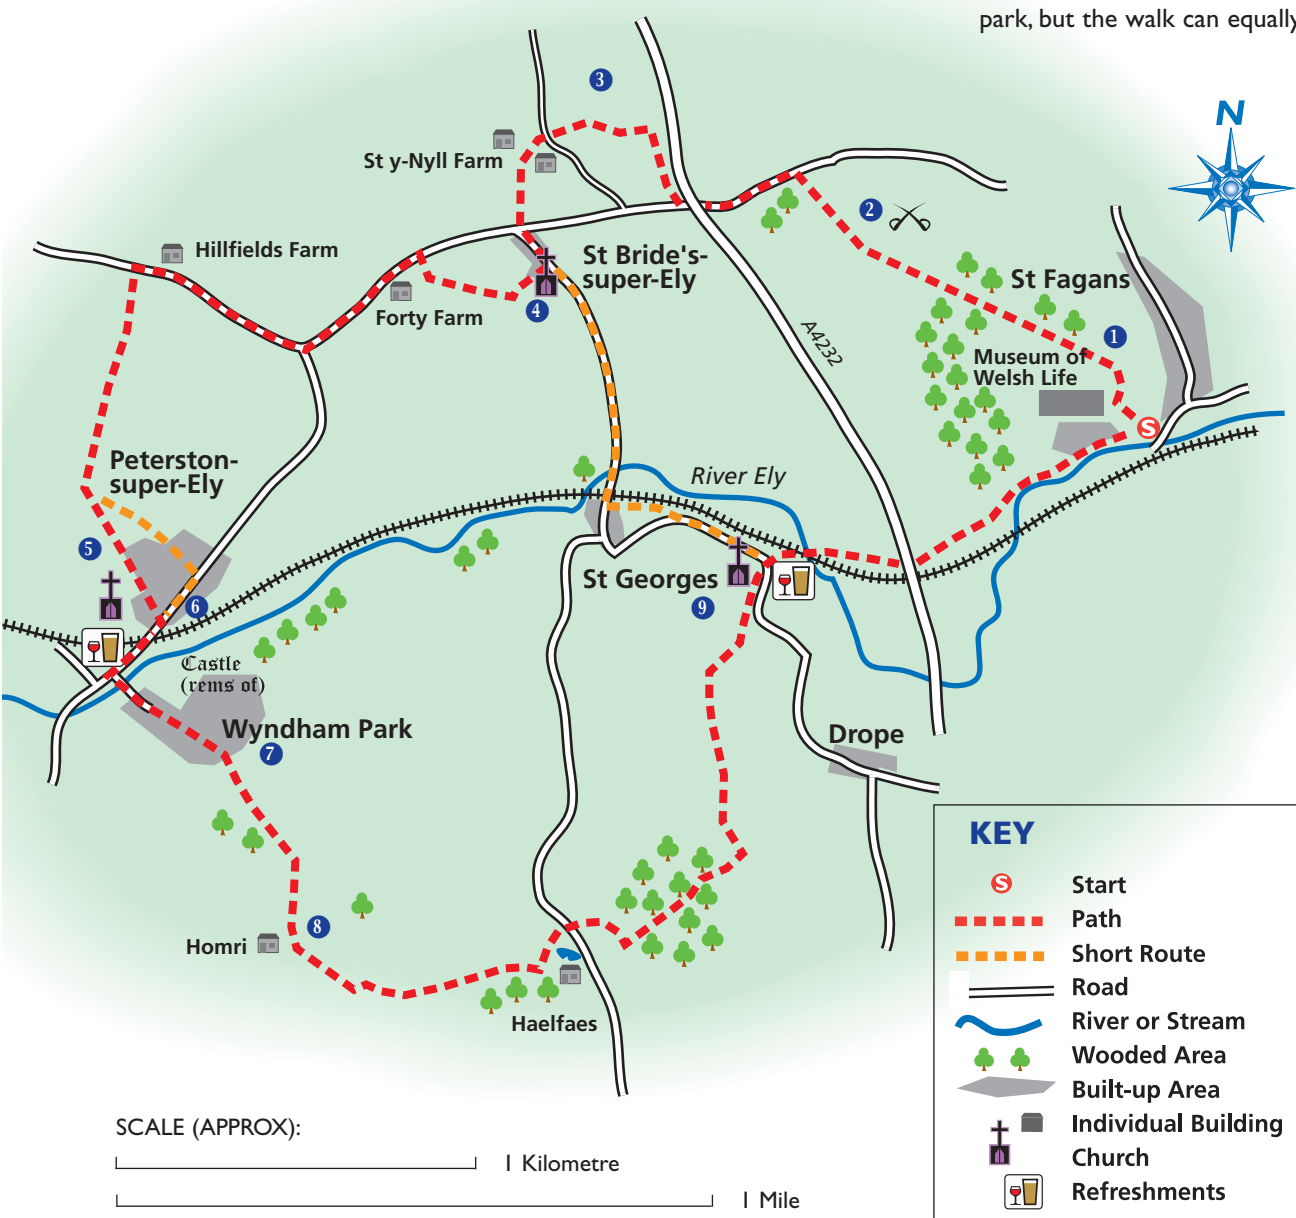 park, but the walk can equally
N
3
St y-Nyll Farm
2
Hillfields Farm
St Bride's-
super-Ely
St Fagans
Forty Farm
4
A4232
1
Museum of
Welsh Life
Peterston-
super-Ely
River Ely
S
5
St Georges
6
9
Castle
(rems of)
Wyndham Park
7
Drope
8
Homri
Haelfaes
KEY
S Start
Path
Short Route
Road
River or Stream
Wooded Area
Built-up Area
Individual Building
Church
Refreshments
SCALE (APPROX):
1 Kilometre
1 Mile